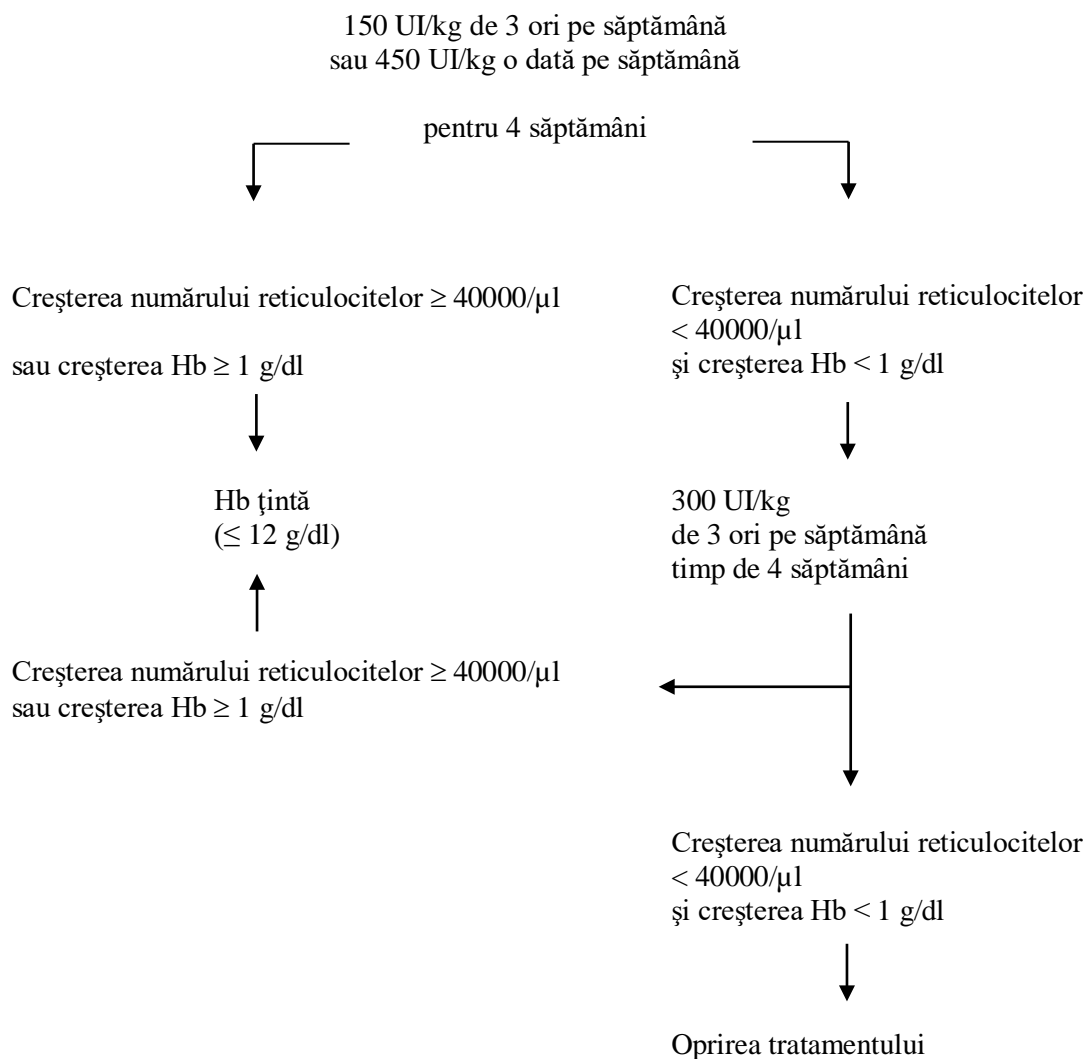 150 UI/kg de 3 ori pe săptămână
sau 450 UI/kg o dată pe săptămână
pentru 4 săptămâni
Creşterea numărului reticulocitelor ≥ 40000/µl
sau creşterea Hb ≥ 1 g/dl
Creşterea numărului reticulocitelor
< 40000/µl
şi creşterea Hb < 1 g/dl
Hb ţintă
(≤ 12 g/dl)
300 UI/kg
de 3 ori pe săptămână
timp de 4 săptămâni
Creşterea numărului reticulocitelor ≥ 40000/µl
sau creşterea Hb ≥ 1 g/dl
Creşterea numărului reticulocitelor
< 40000/µl
şi creşterea Hb < 1 g/dl
Oprirea tratamentului